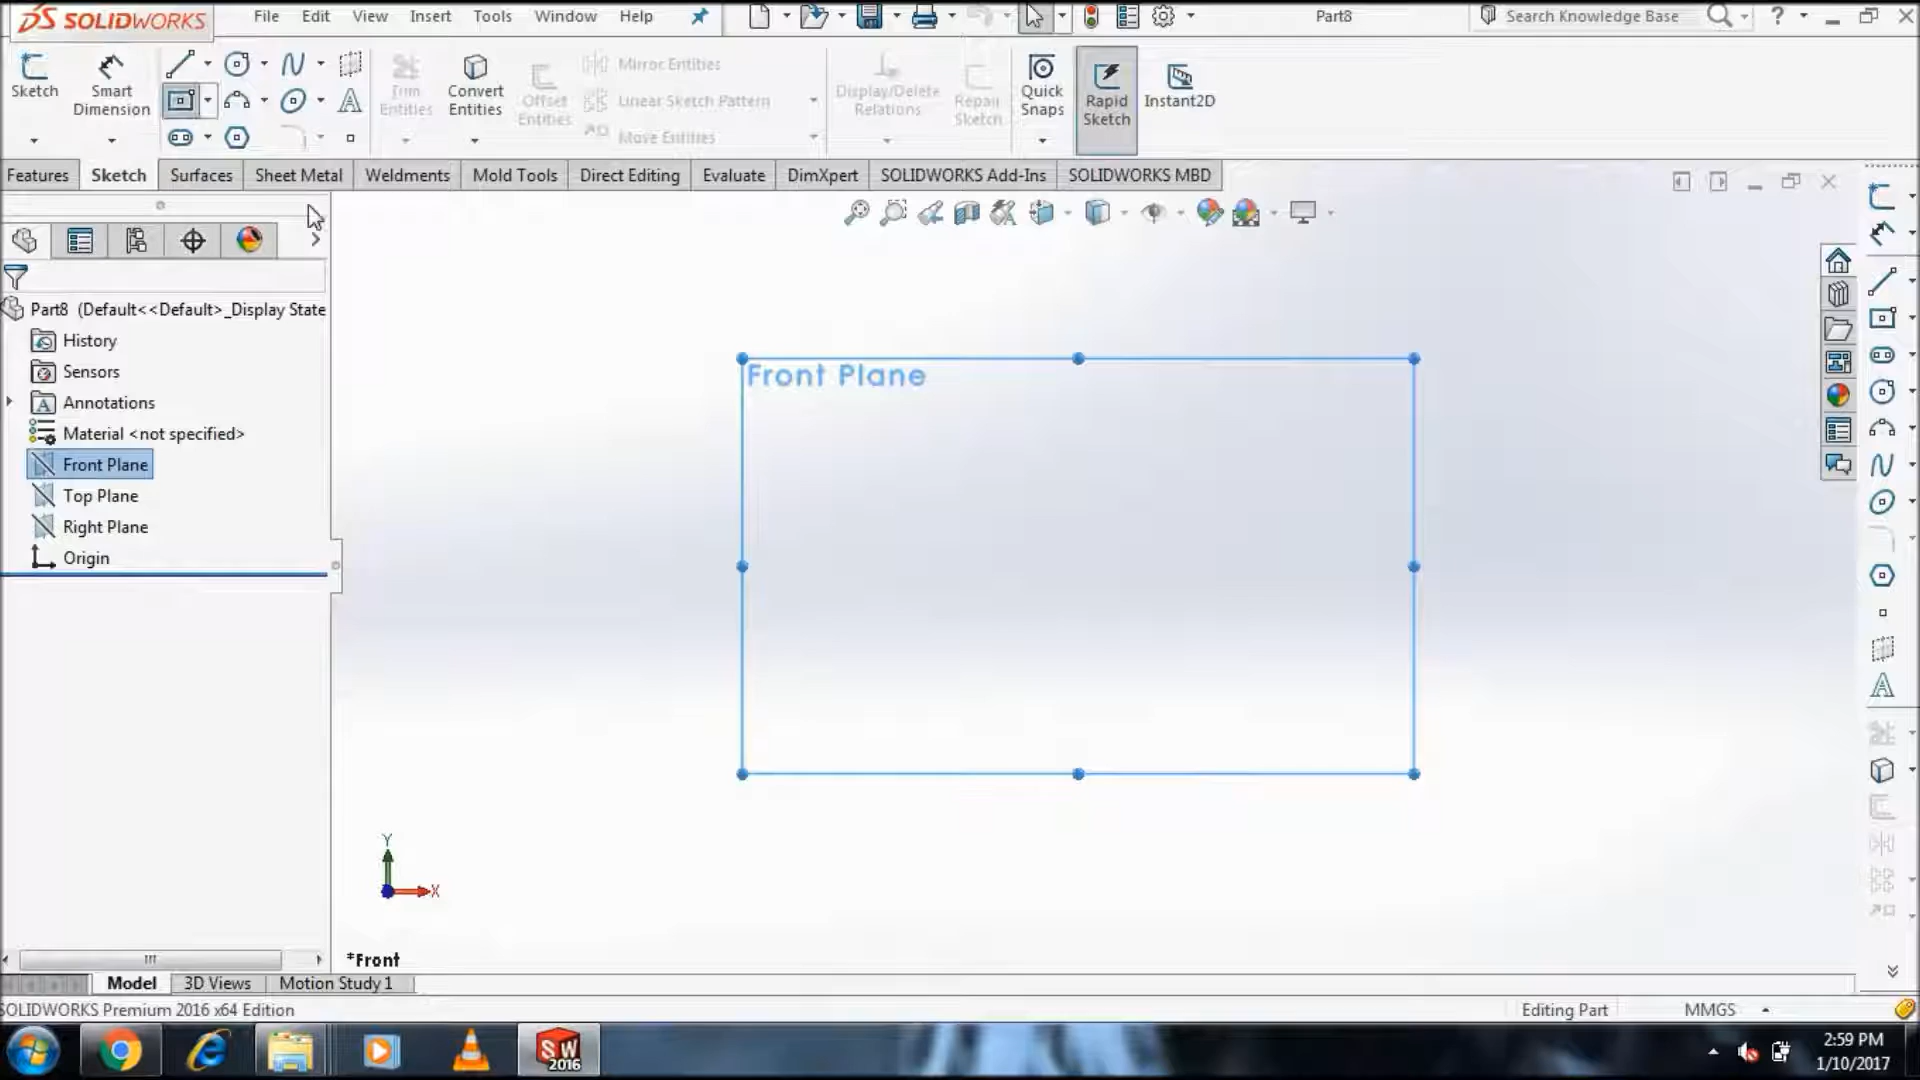 SOLIDWORKS File Edit View Insert Tools Window Help Part8 Search Knowledge Base ?
Sketch Smart Dimension Trim Entities Convert Entities Offset Entities Mirror Entities Linear Sketch Pattern Move Entities Display/Delete Relations Repair Sketch Quick Snaps Rapid Sketch Instant2D
Features Sketch Surfaces Sheet Metal Weldments Mold Tools Direct Editing Evaluate DimXpert SOLIDWORKS Add-Ins SOLIDWORKS MBD
Part8 (Default<<Default>_Display State
History
Sensors
Annotations
Material <not specified>
Front Plane
Top Plane
Right Plane
Origin
Front Plane
Y
X
*Front
Model 3D Views Motion Study 1
SOLIDWORKS Premium 2016 x64 Edition Editing Part MMGS
SW 2016
2:59 PM
1/10/2017